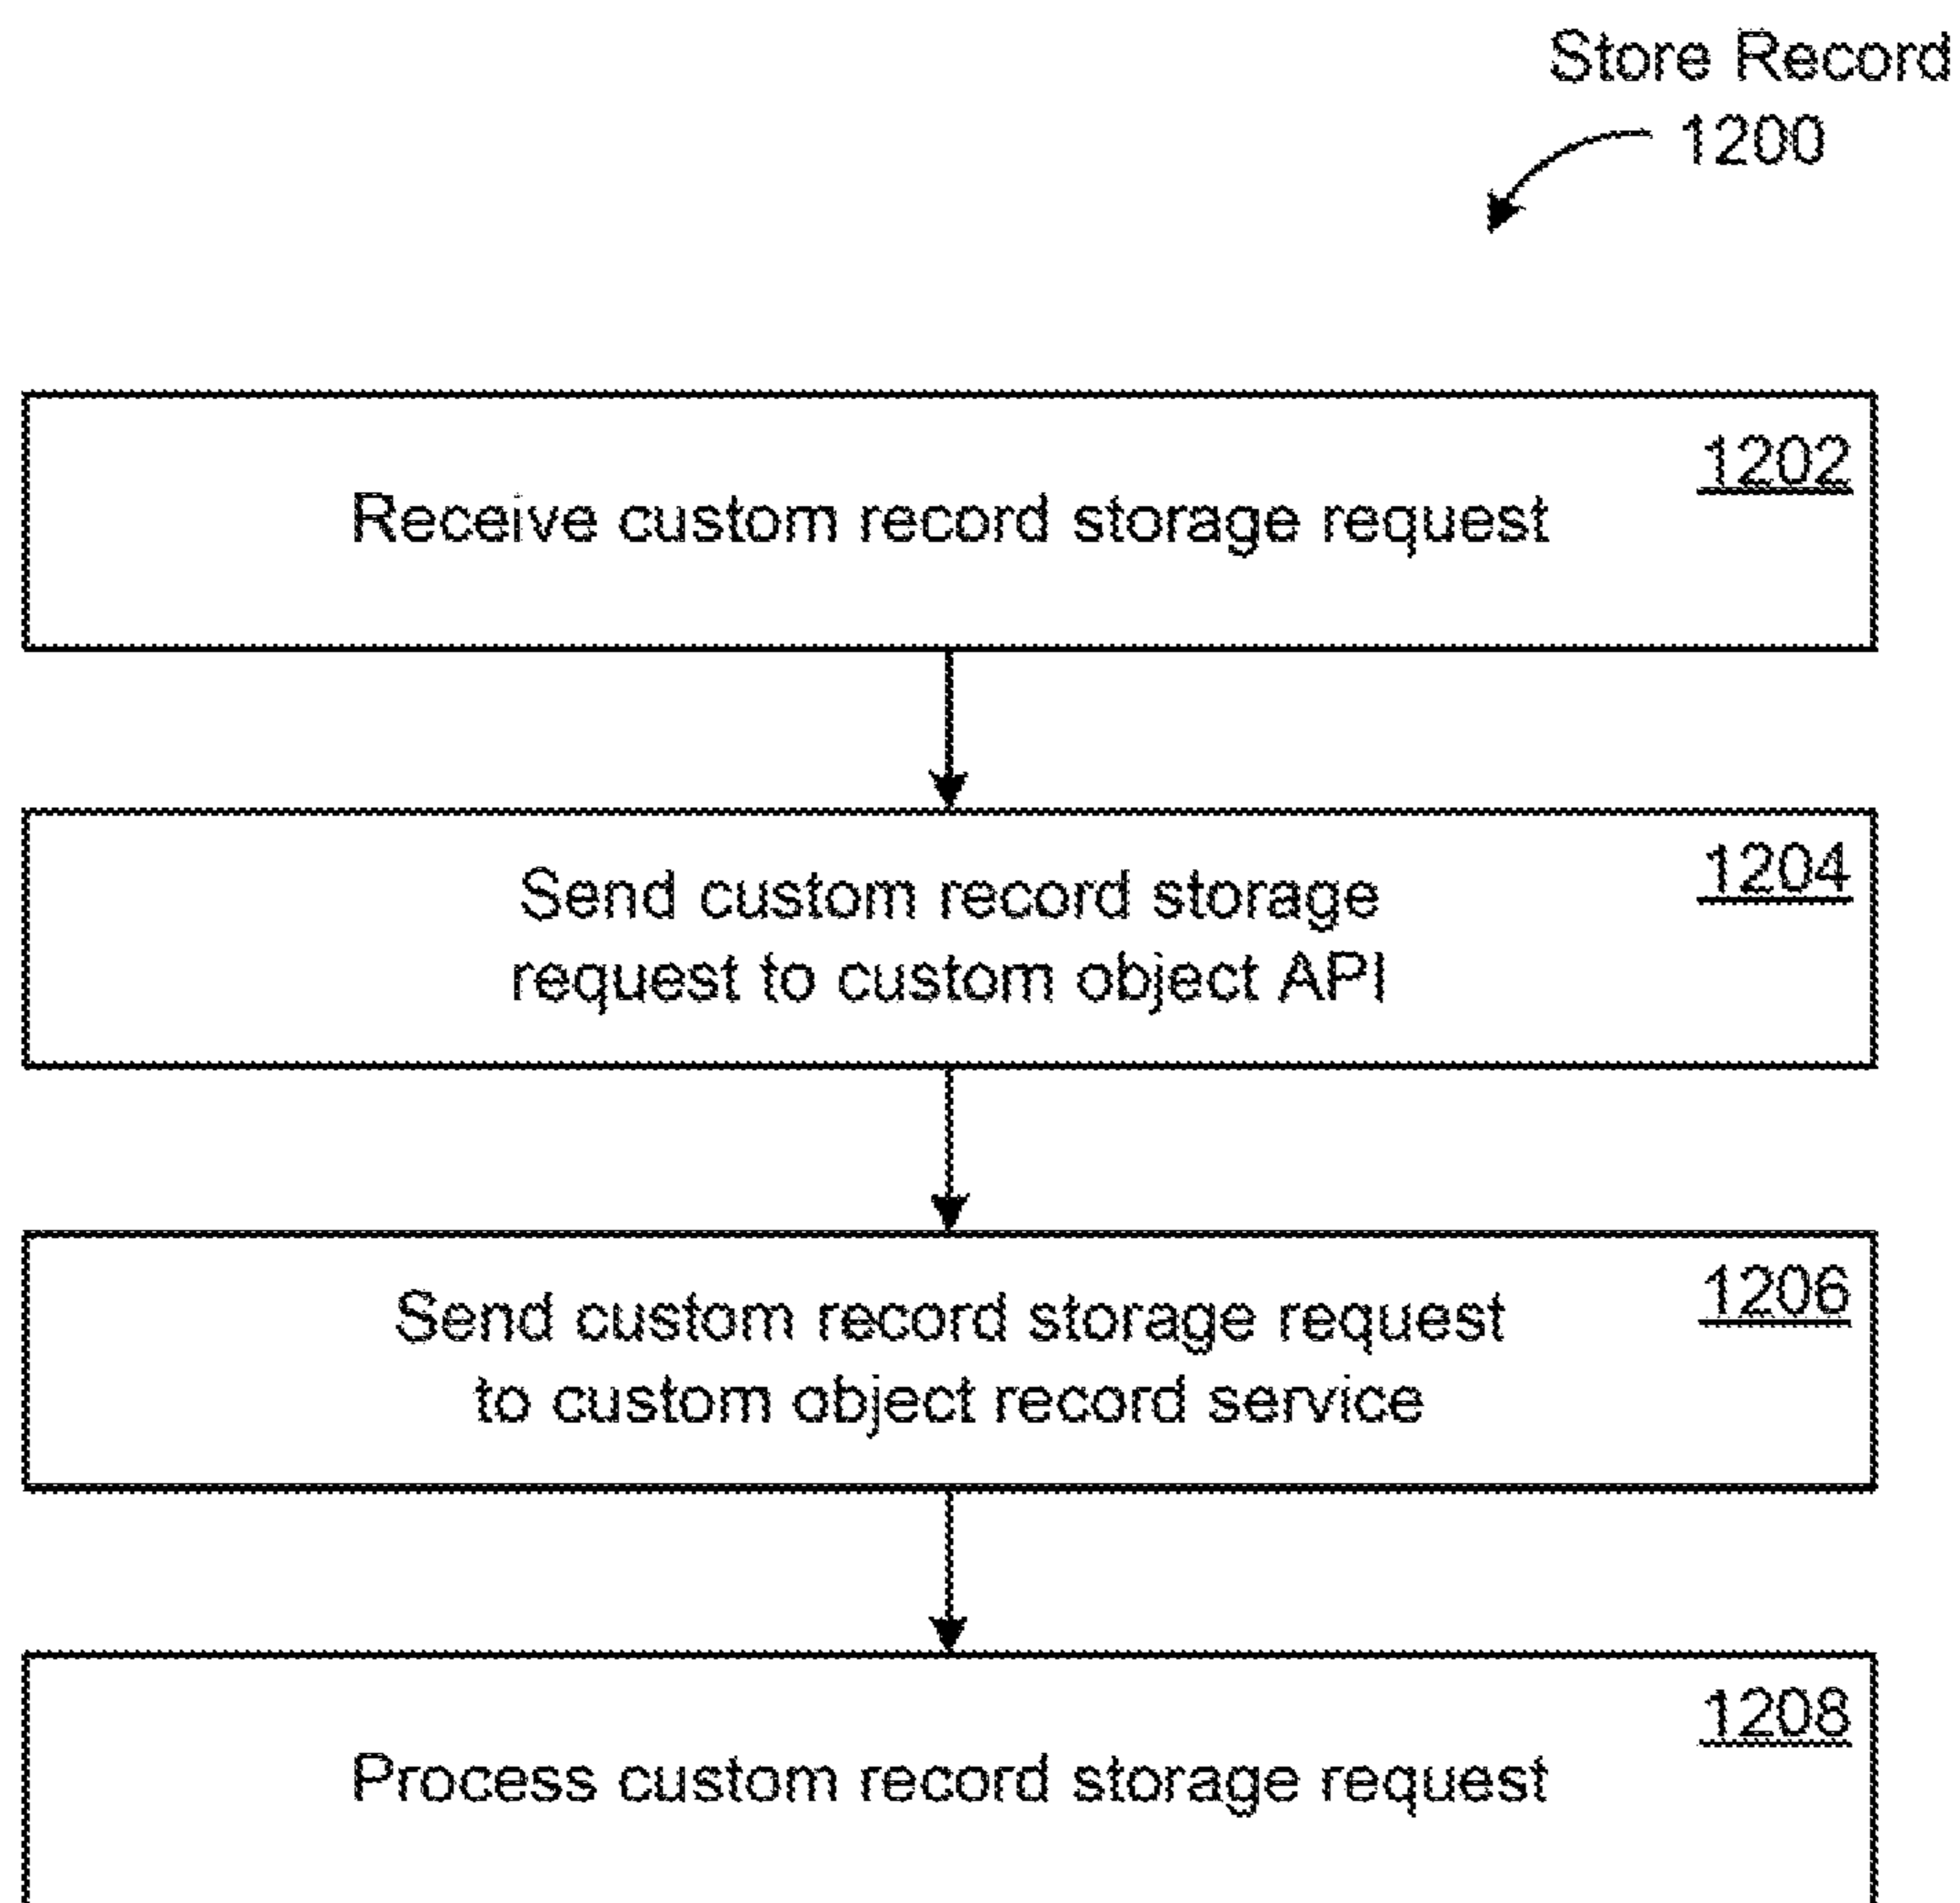 Store Record
1200
1202
Receive custom record storage request
1204
Send custom record storage
request to custom object API
1206
Send custom record storage request
to custom object record service
1208
Process custom record storage request